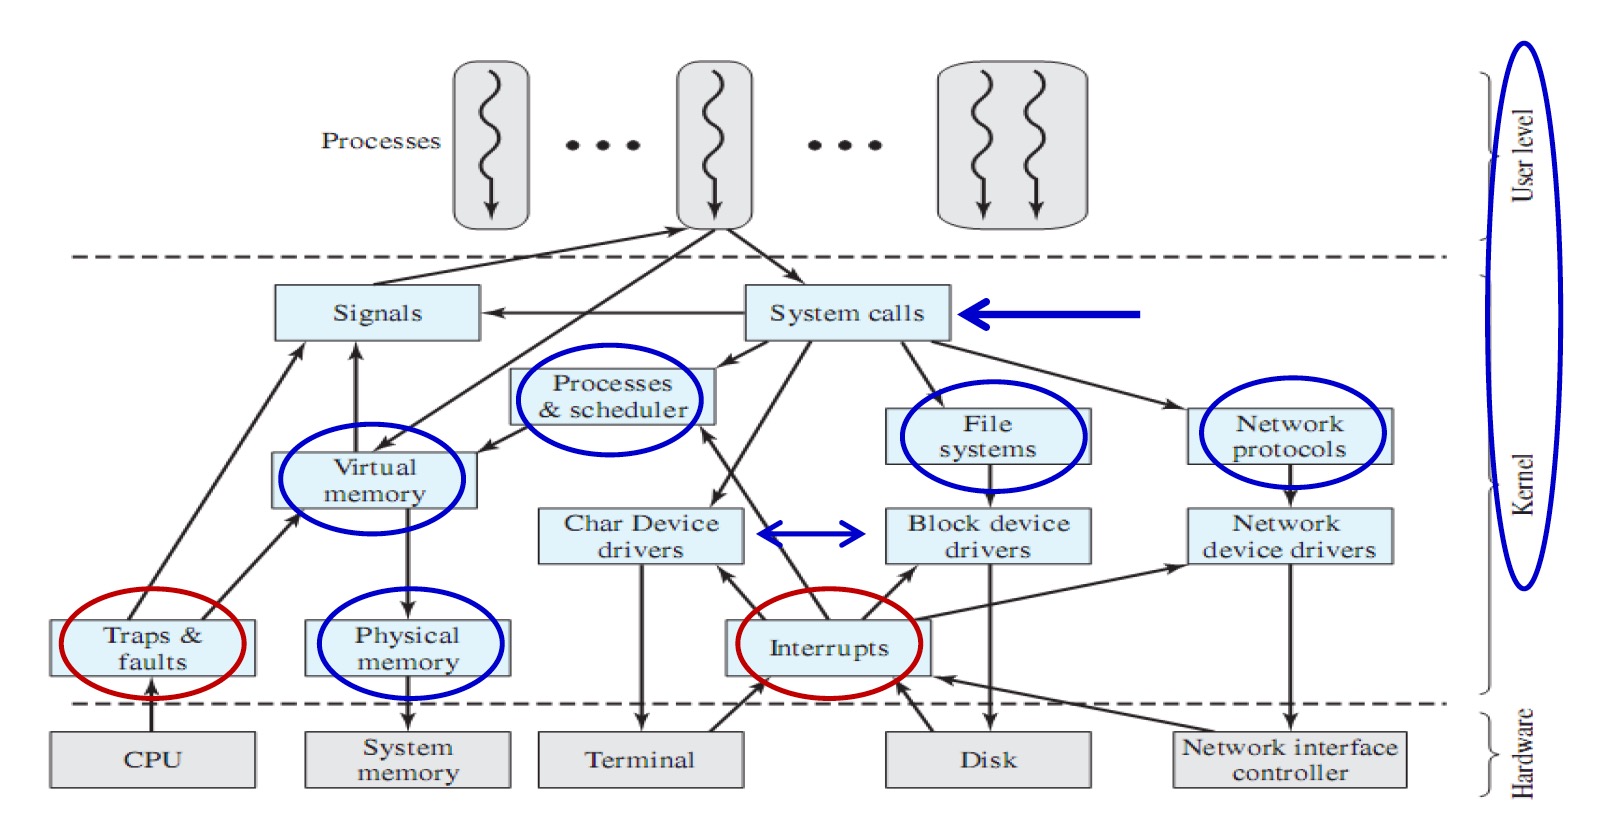 Processes
User level
Signals
System calls
Processes
& scheduler
File
systems
Network
protocols
Virtual
memory
Kernel
Char Device
drivers
Block device
drivers
Network
device drivers
Traps &
faults
Physical
memory
Interrupts
CPU
System
memory
Terminal
Disk
Network interface
controller
Hardware